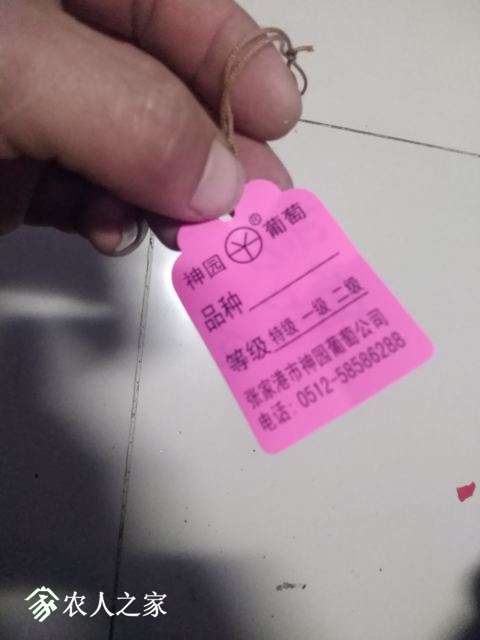 神园®葡萄
品种
等级 特级 一级 二级
张家港市神园葡萄公司
电话：0512-58586288
农人之家